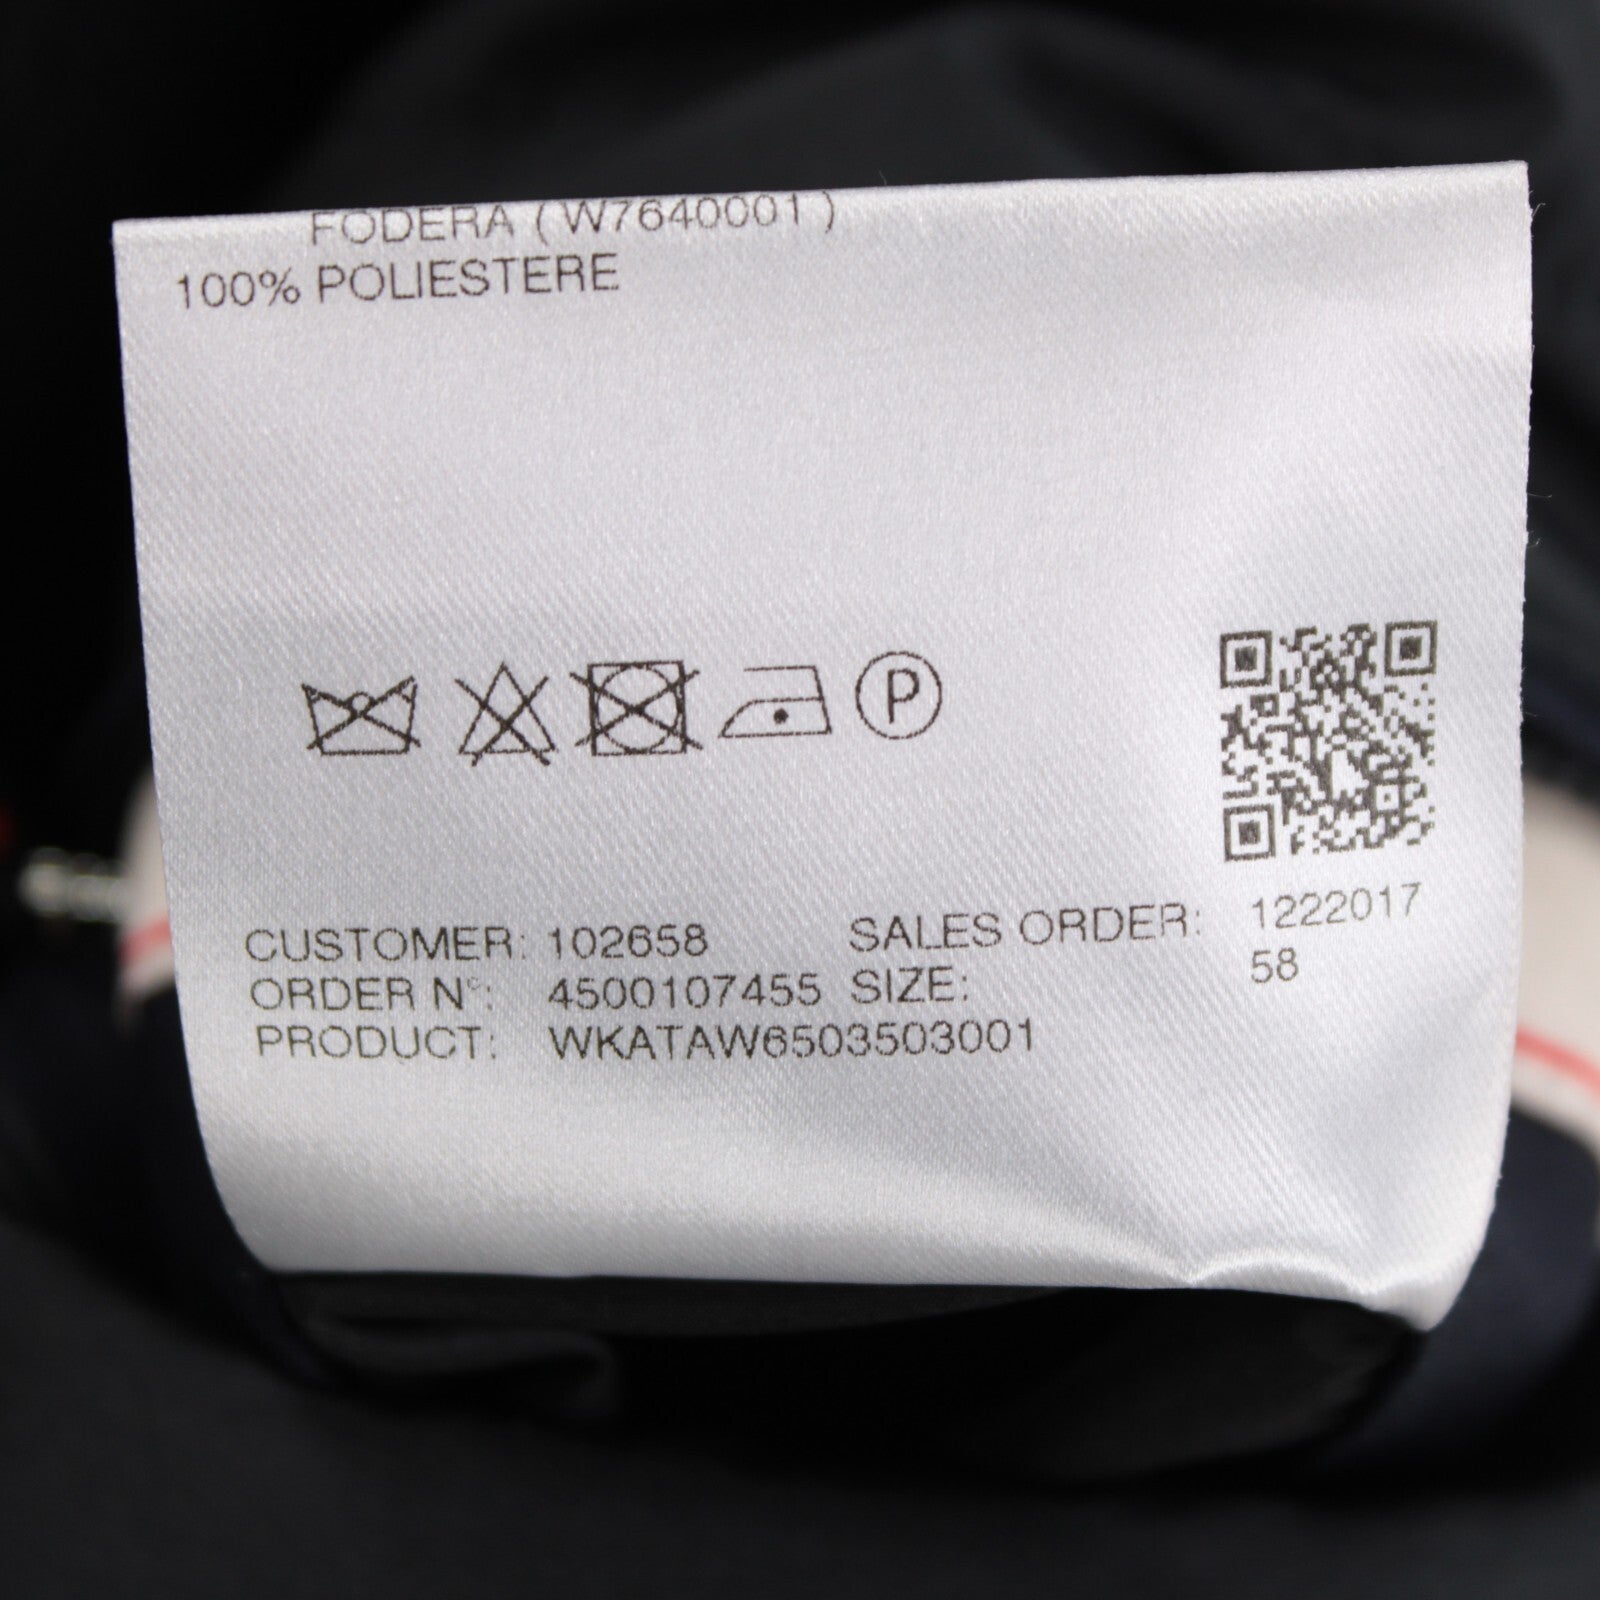 FODERA ( W7640001 )
100% POLIESTERE
P
CUSTOMER: 102658 SALES ORDER: 1222017
ORDER N°: 4500107455 SIZE: 58
PRODUCT: WKATAW6503503001